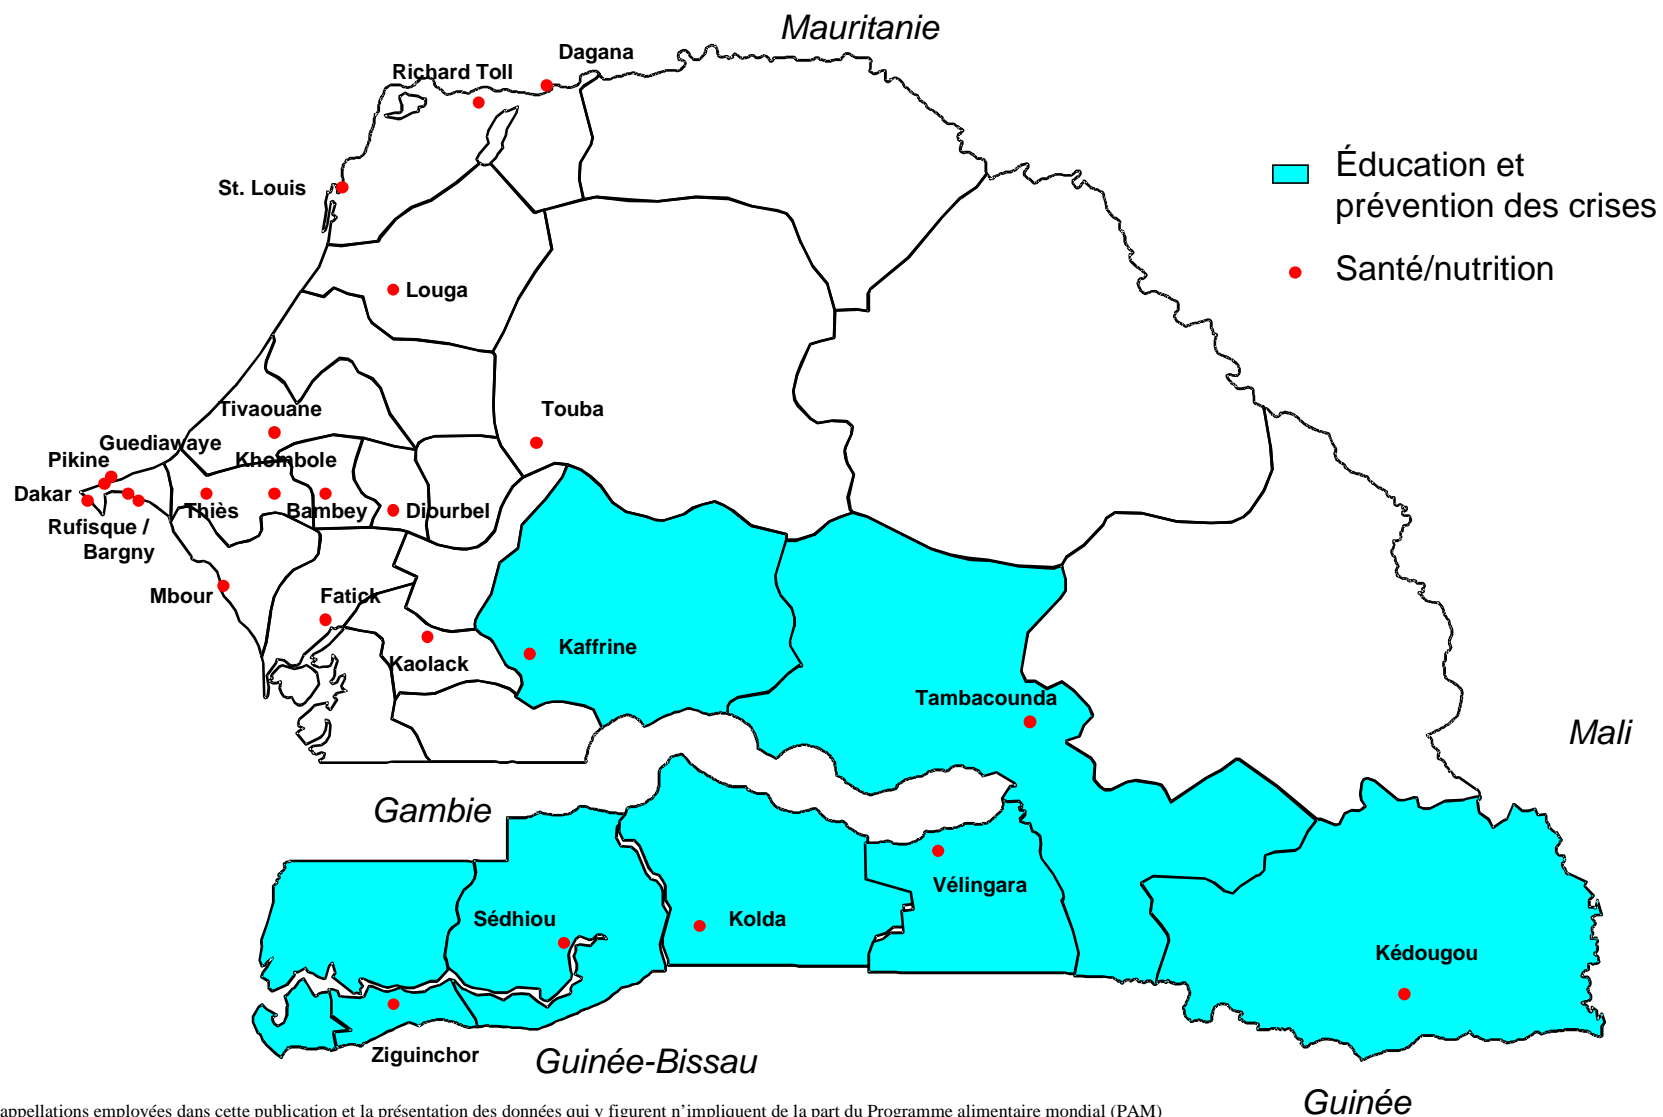 Mauritanie
Dagana
Richard Toll
Éducation et
prévention des crises
St. Louis
Santé/nutrition
Louga
Tivaouane
Touba
Guediawaye
Pikine
Khombole
Dakar
Thiès
Bambey
Diourbel
Rufisque /
Bargny
Mbour
Fatick
Kaffrine
Kaolack
Tambacounda
Mali
Gambie
Vélingara
Sédhiou
Kolda
Kédougou
Ziguinchor
Guinée-Bissau
Guinée
appellations employées dans cette publication et la présentation des données qui y figurent n'impliquent de la part du Programme alimentaire mondial (PAM)